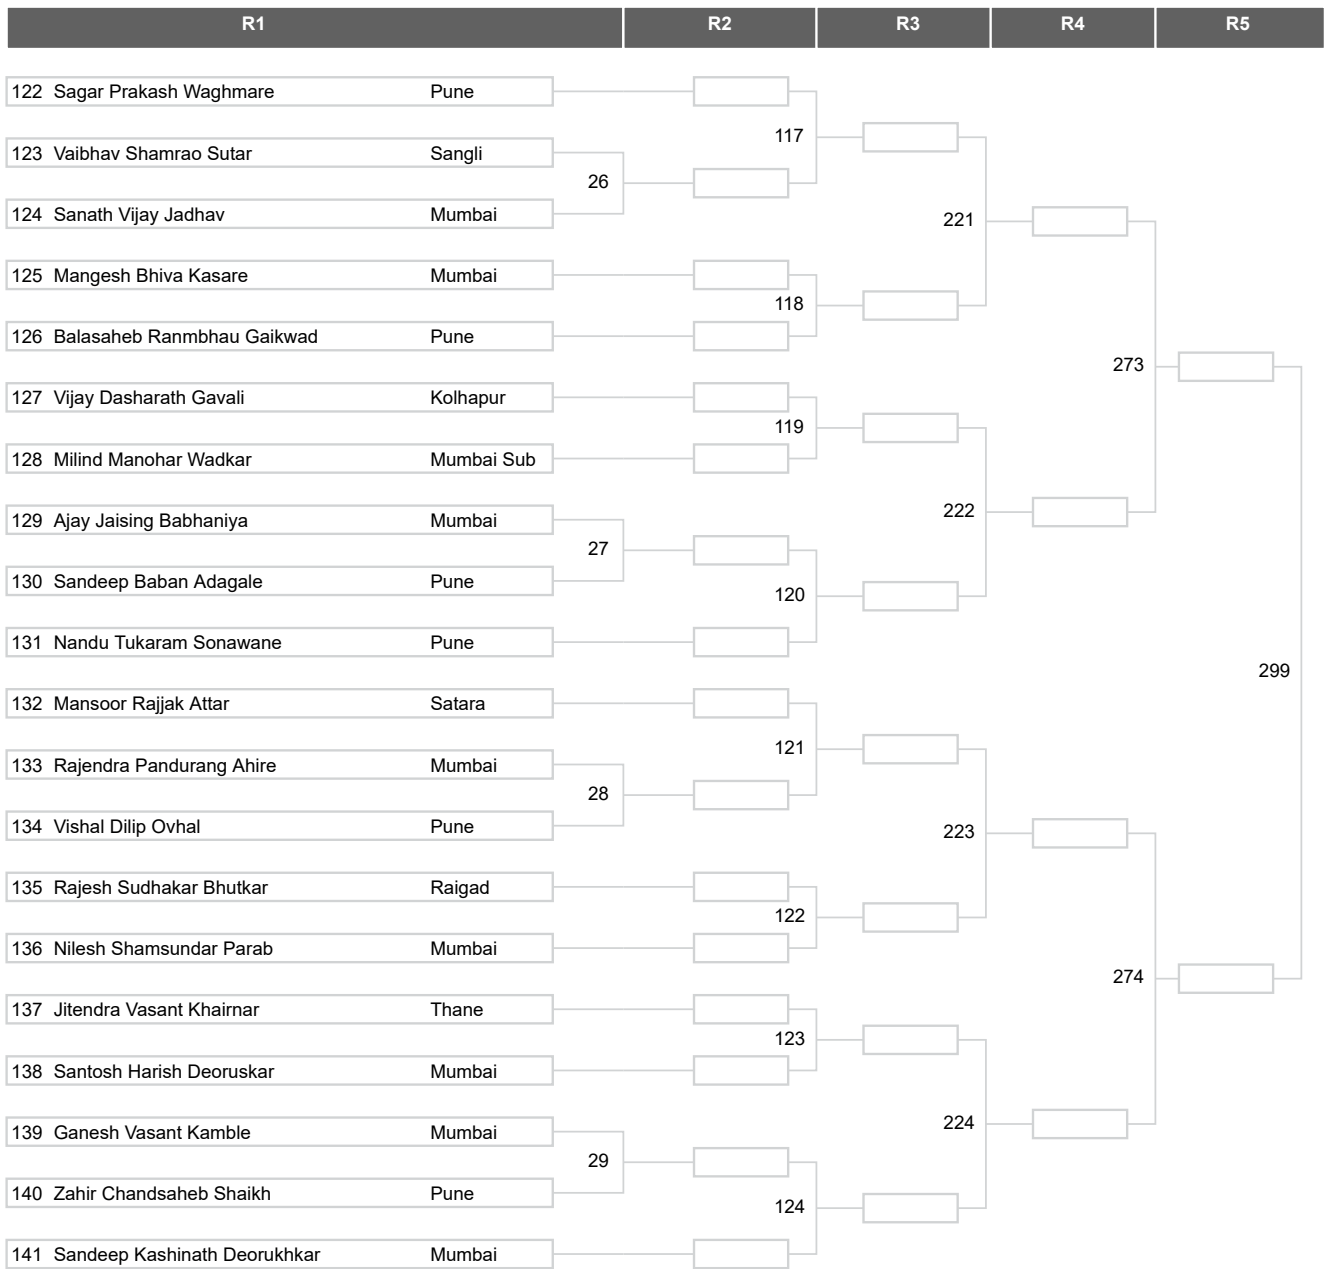 R1 R2 R3 R4 R5
122 Sagar Prakash Waghmare Pune
117
123 Vaibhav Shamrao Sutar Sangli
26
124 Sanath Vijay Jadhav Mumbai
221
125 Mangesh Bhiva Kasare Mumbai
118
126 Balasaheb Ranmbhau Gaikwad Pune
273
127 Vijay Dasharath Gavali Kolhapur
119
128 Milind Manohar Wadkar Mumbai Sub
222
129 Ajay Jaising Babhaniya Mumbai
27
130 Sandeep Baban Adagale Pune
120
131 Nandu Tukaram Sonawane Pune
299
132 Mansoor Rajjak Attar Satara
121
133 Rajendra Pandurang Ahire Mumbai
28
134 Vishal Dilip Ovhal Pune
223
135 Rajesh Sudhakar Bhutkar Raigad
122
136 Nilesh Shamsundar Parab Mumbai
274
137 Jitendra Vasant Khairnar Thane
123
138 Santosh Harish Deoruskar Mumbai
224
139 Ganesh Vasant Kamble Mumbai
29
140 Zahir Chandsaheb Shaikh Pune
124
141 Sandeep Kashinath Deorukhkar Mumbai